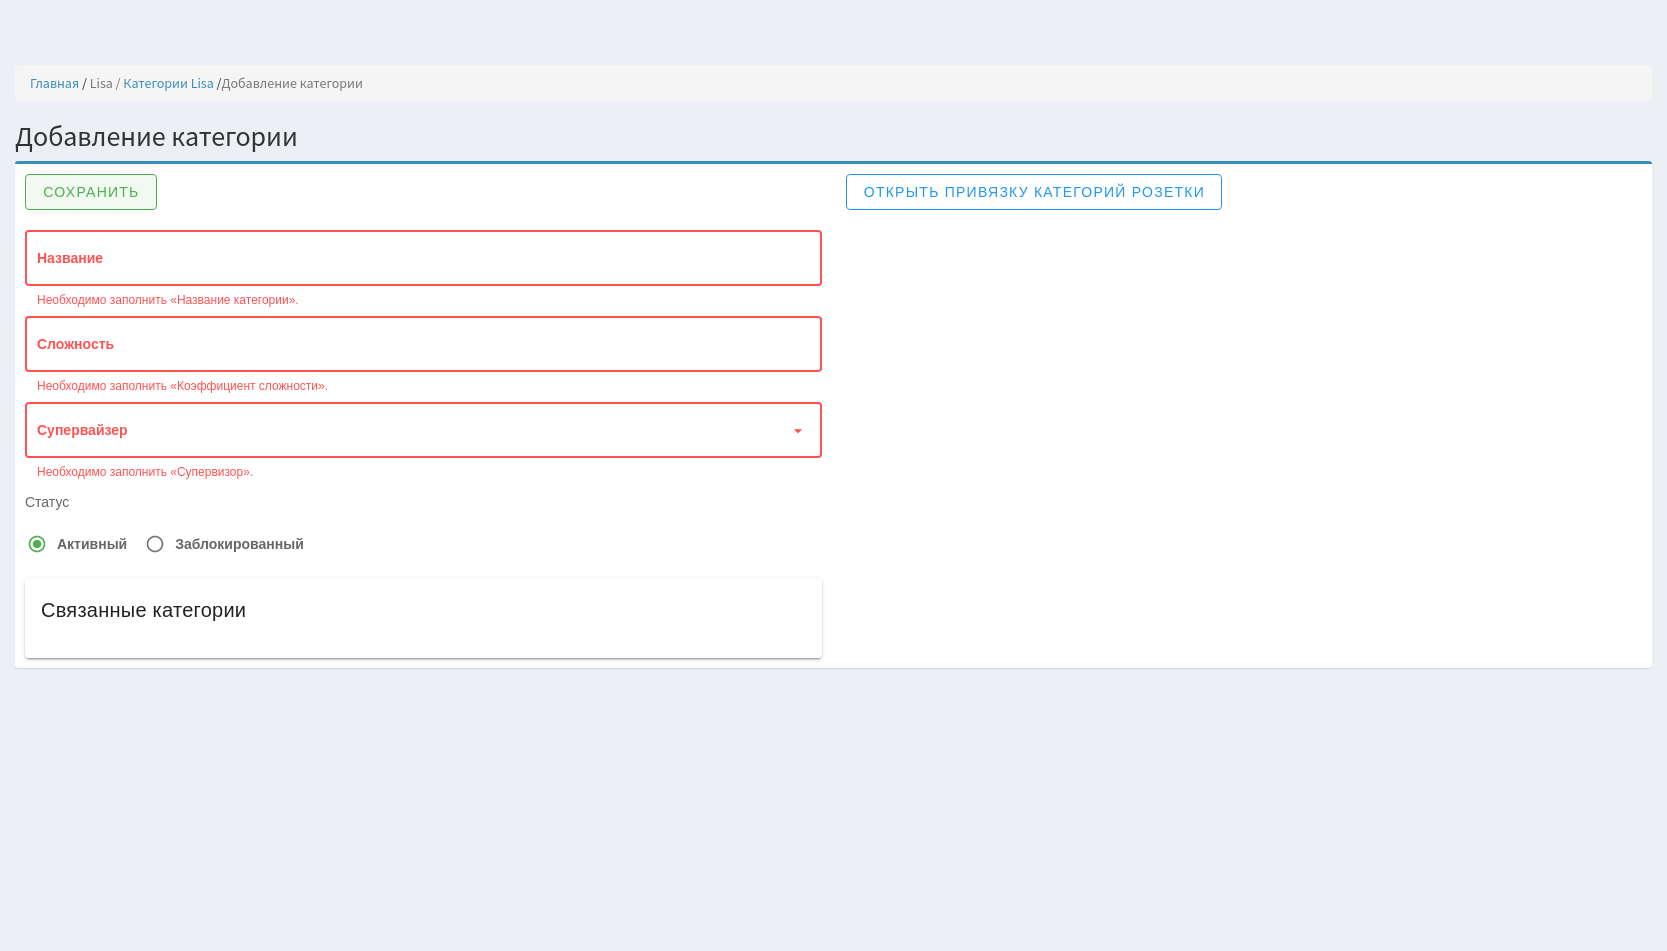 Главная / Lisa / Категории Lisa /Добавление категории
Добавление категории
СОХРАНИТЬ
ОТКРЫТЬ ПРИВЯЗКУ КАТЕГОРИЙ РОЗЕТКИ
Название
Необходимо заполнить «Название категории».
Сложность
Необходимо заполнить «Коэффициент сложности».
Супервайзер
Необходимо заполнить «Супервизор».
Статус
Активный Заблокированный
Связанные категории